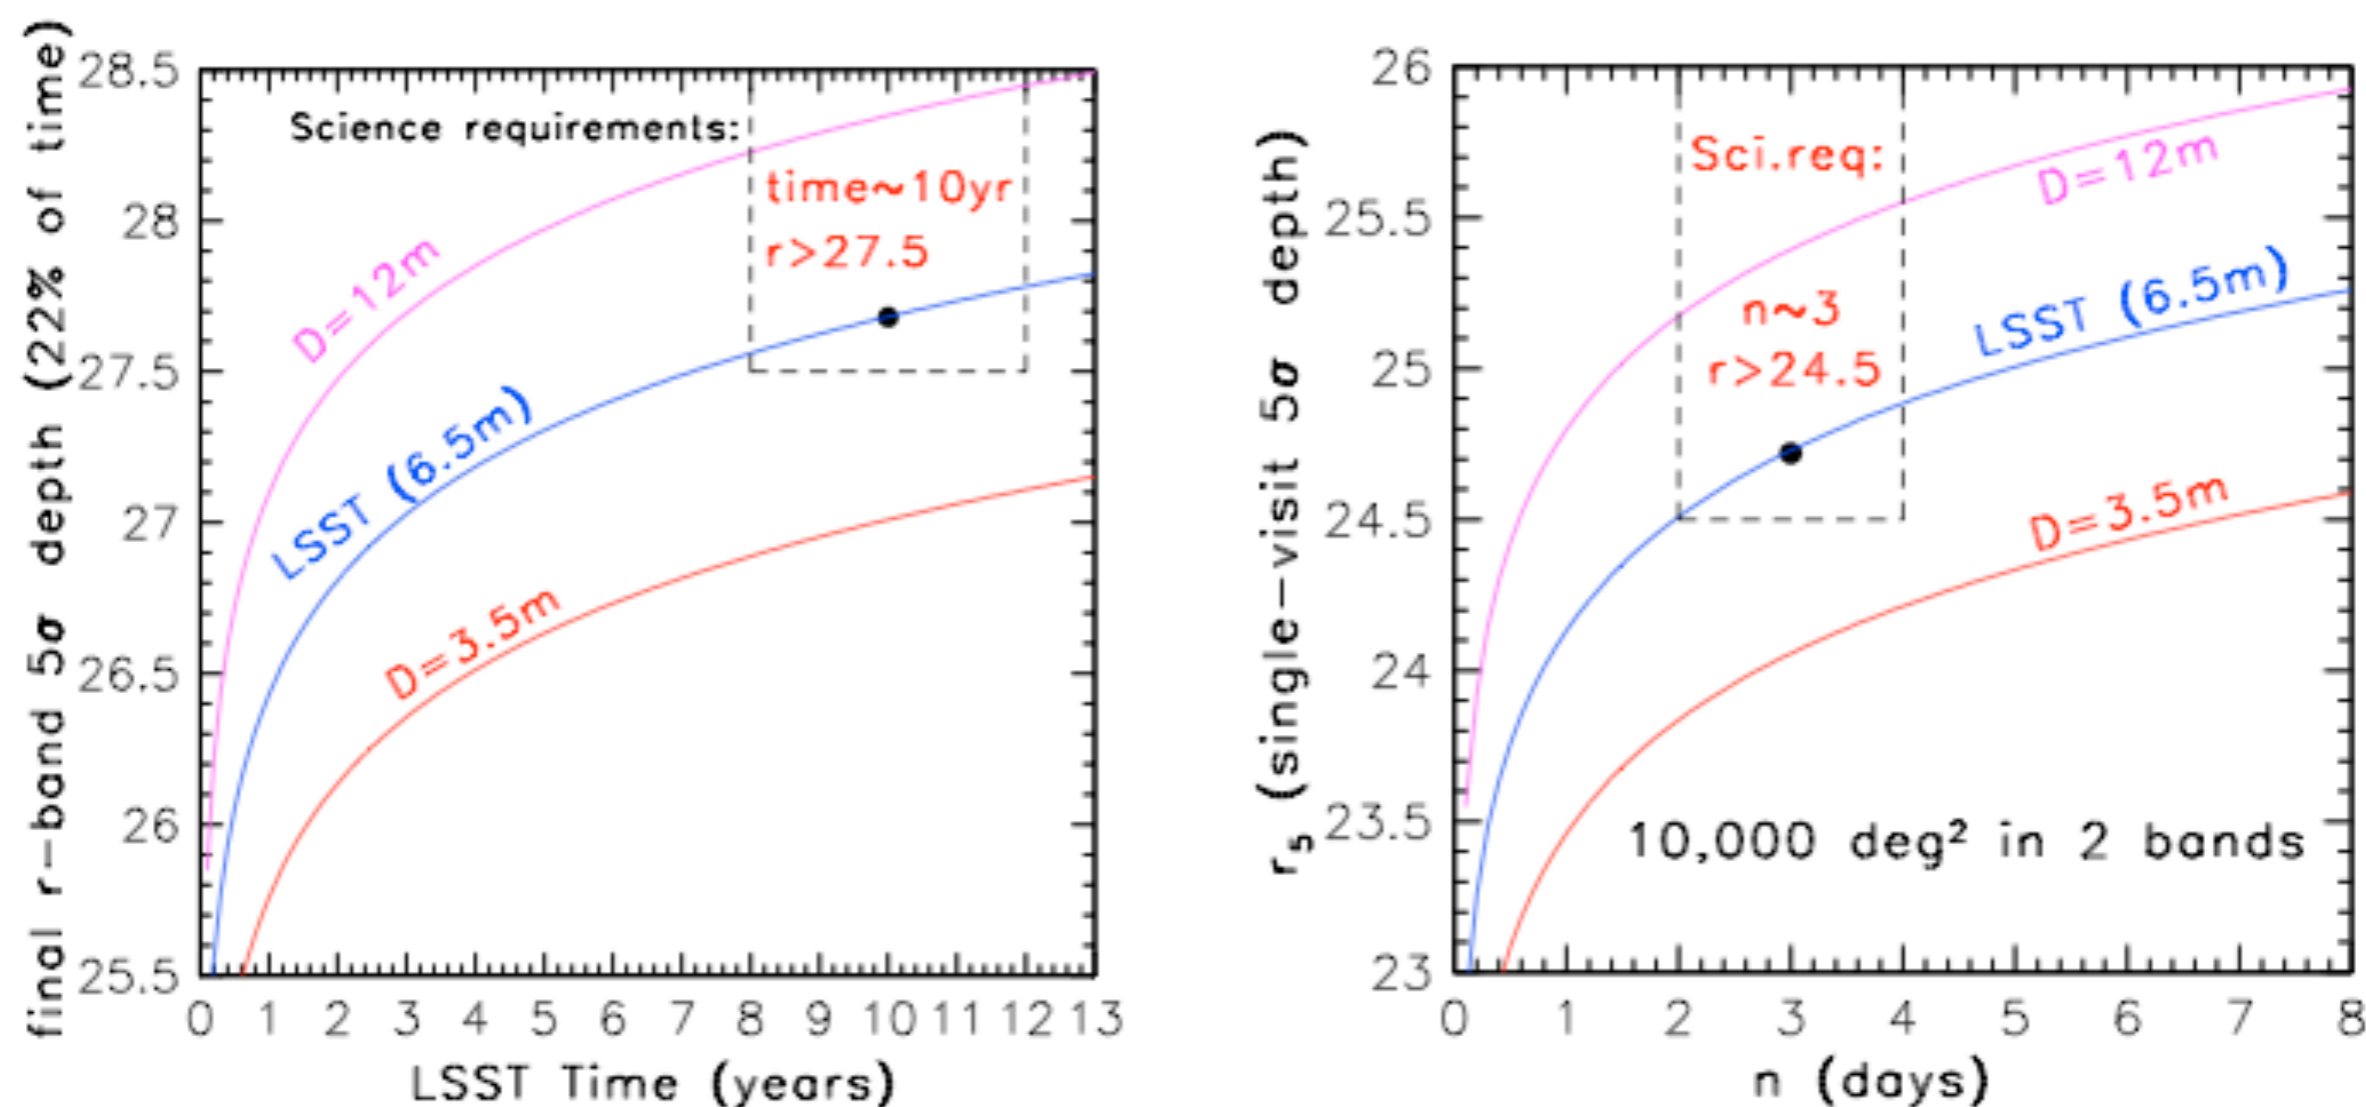 final r-band 5σ depth (22% of time)
28.5
28
27.5
27
26.5
26
25.5
Science requirements:
time~10yr
r>27.5
D=12m
LSST (6.5m)
D=3.5m
0 1 2 3 4 5 6 7 8 9 10 11 12 13
LSST Time (years)
r₅ (single-visit 5σ depth)
26
25.5
25
24.5
24
23.5
23
Sci.req:
n~3
r>24.5
D=12m
LSST (6.5m)
D=3.5m
10,000 deg² in 2 bands
0 1 2 3 4 5 6 7 8
n (days)